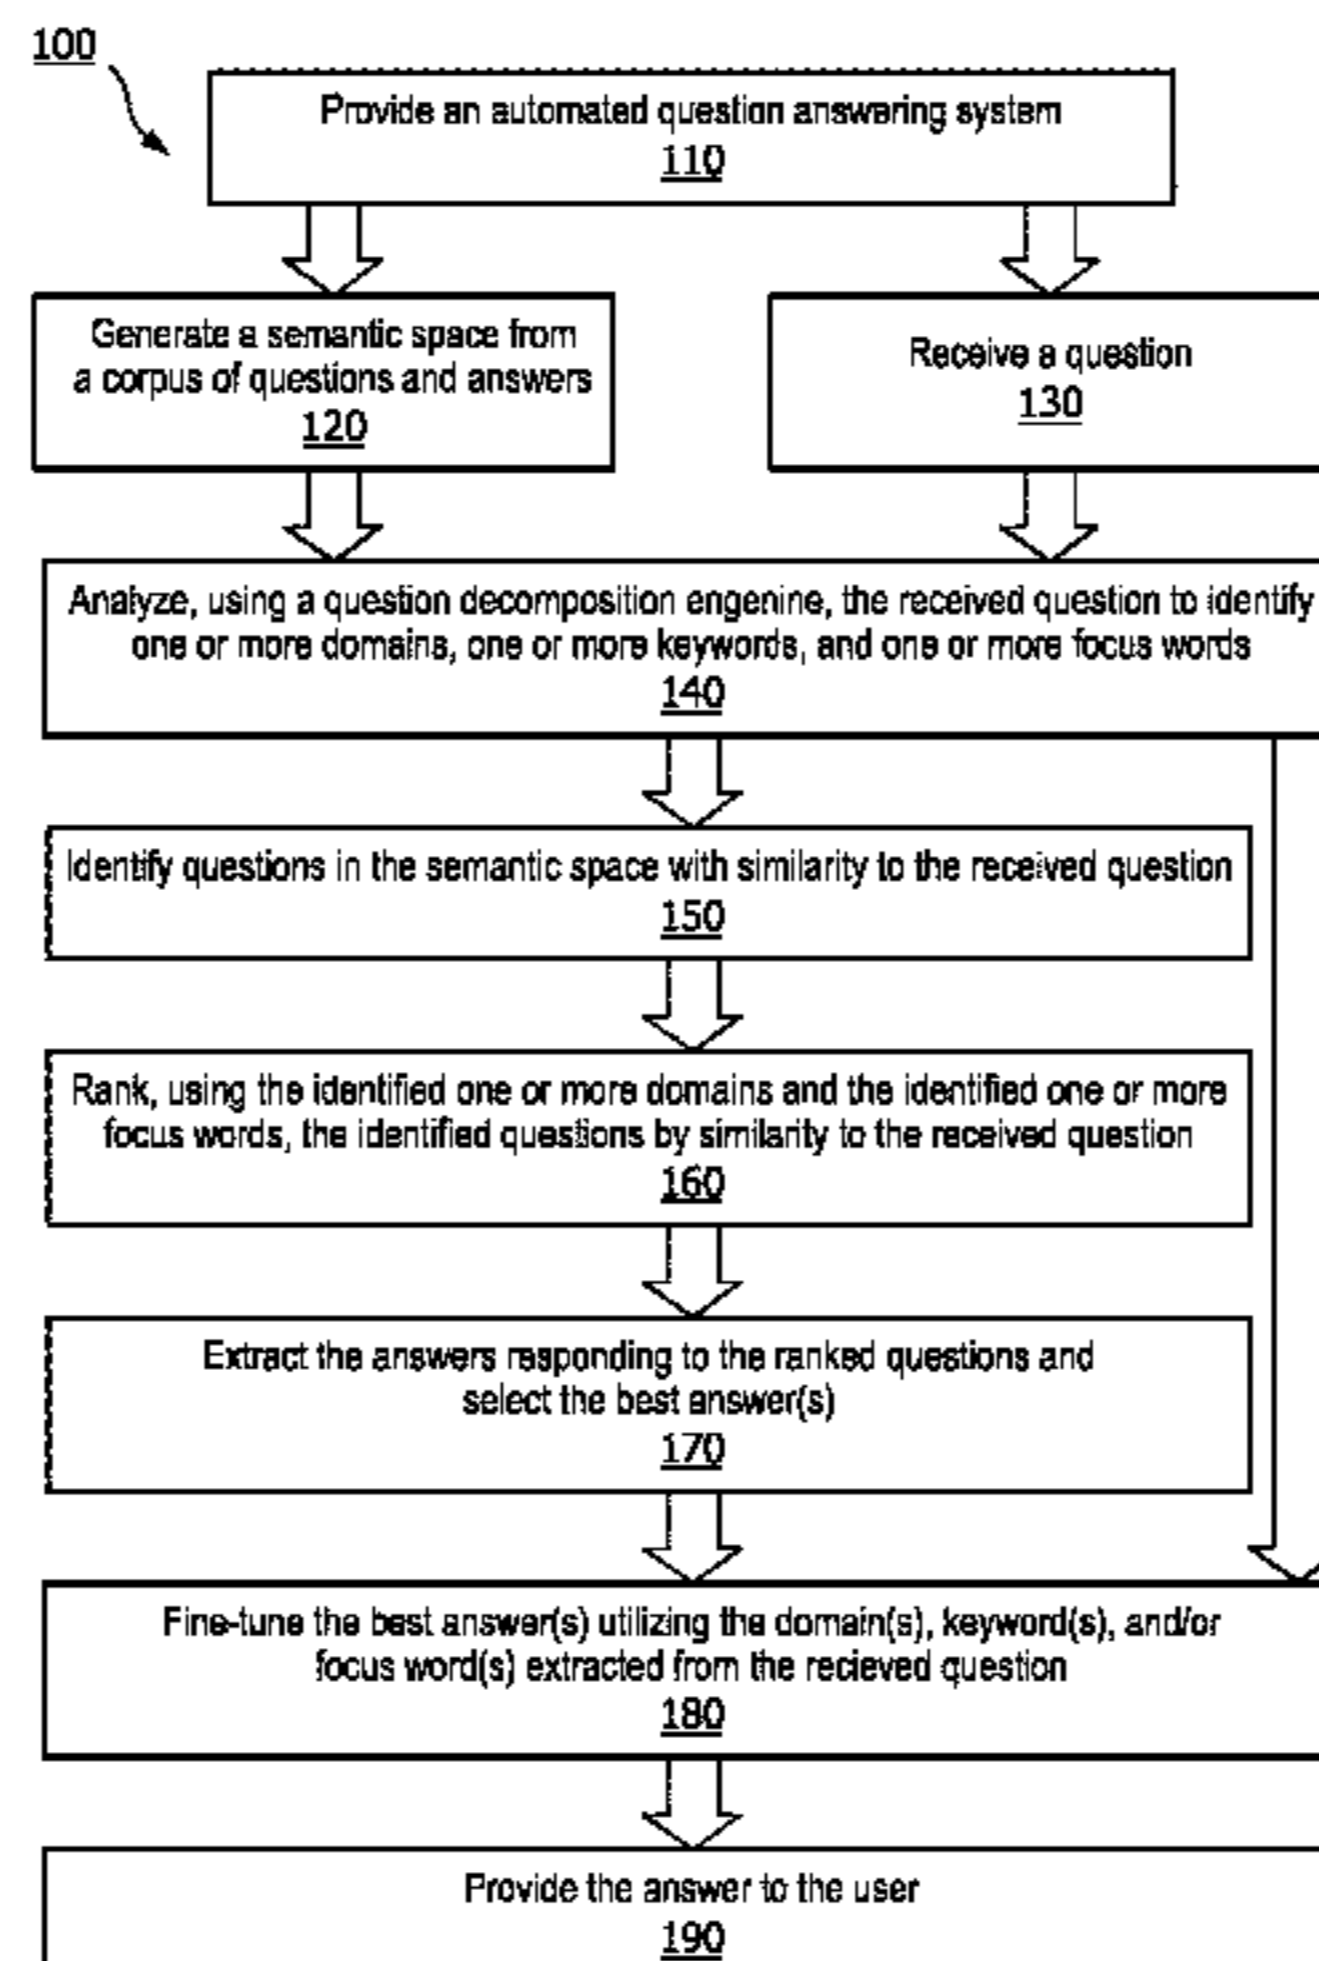 100
Provide an automated question answering system
110
Generate a semantic space from
a corpus of questions and answers
120
Receive a question
130
Analyze, using a question decomposition engenine, the received question to identify
one or more domains, one or more keywords, and one or more focus words
140
Identify questions in the semantic space with similarity to the received question
150
Rank, using the identified one or more domains and the identified one or more
focus words, the identified questions by similarity to the received question
160
Extract the answers responding to the ranked questions and
select the best answer(s)
170
Fine-tune the best answer(s) utilizing the domain(s), keyword(s), and/or
focus word(s) extracted from the recieved question
180
Provide the answer to the user
190